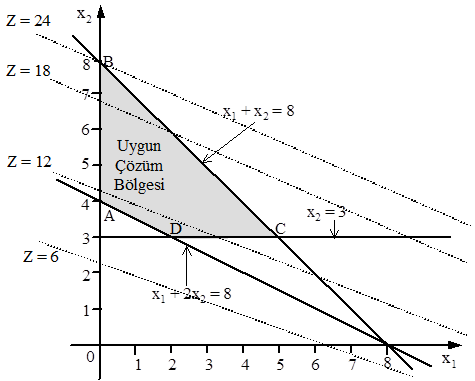 x₂
Z = 24
8
B
Z = 18
7
x₁ + x₂ = 8
6
Uygun
Çözüm
Bölgesi
5
Z = 12
4
A
x₂ = 3
3
D
C
Z = 6
2
x₁ + 2x₂ = 8
1
0
1 2 3 4 5 6 7 8
x₁